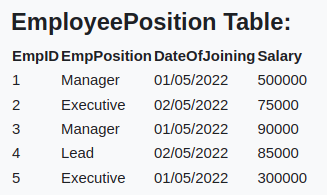 EmployeePosition Table:
EmpID EmpPosition DateOfJoining Salary
1 Manager 01/05/2022 500000
2 Executive 02/05/2022 75000
3 Manager 01/05/2022 90000
4 Lead 02/05/2022 85000
5 Executive 01/05/2022 300000